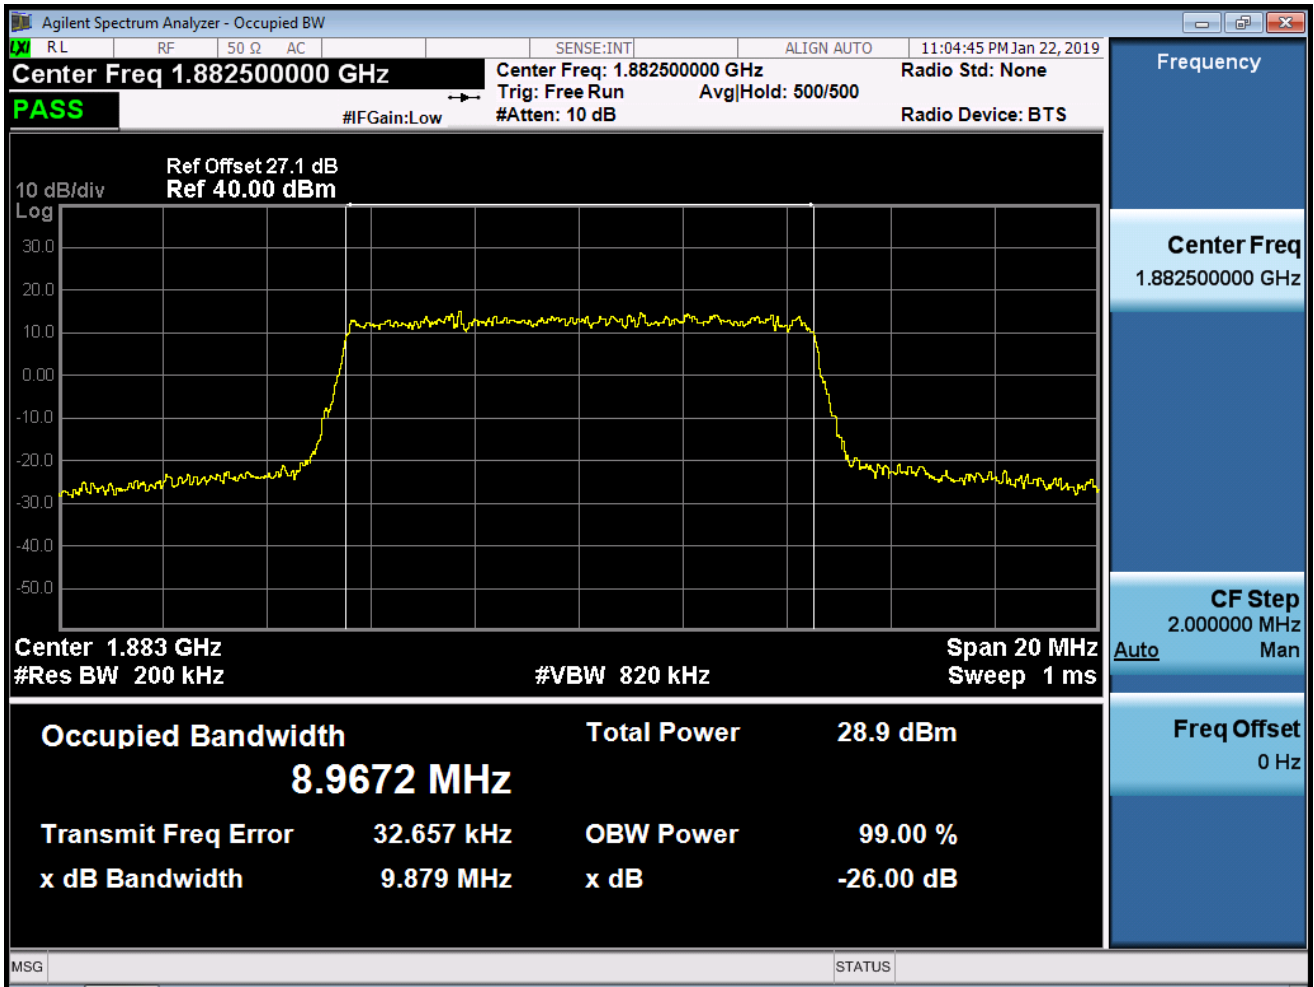 Agilent Spectrum Analyzer - Occupied BW
LXI RL RF 50 Ω AC SENSE:INT ALIGN AUTO 11:04:45 PM Jan 22, 2019
Center Freq 1.882500000 GHz
Center Freq: 1.882500000 GHz
Radio Std: None
Trig: Free Run Avg|Hold: 500/500
PASS
#IFGain:Low
#Atten: 10 dB
Radio Device: BTS
Ref Offset 27.1 dB
10 dB/div Ref 40.00 dBm
Log
30.0
20.0
10.0
0.00
-10.0
-20.0
-30.0
-40.0
-50.0
Center 1.883 GHz Span 20 MHz
#Res BW 200 kHz #VBW 820 kHz Sweep 1 ms
Occupied Bandwidth Total Power 28.9 dBm
8.9672 MHz
Transmit Freq Error 32.657 kHz OBW Power 99.00 %
x dB Bandwidth 9.879 MHz x dB -26.00 dB
Frequency
Center Freq
1.882500000 GHz
CF Step
2.000000 MHz
Auto Man
Freq Offset
0 Hz
MSG STATUS